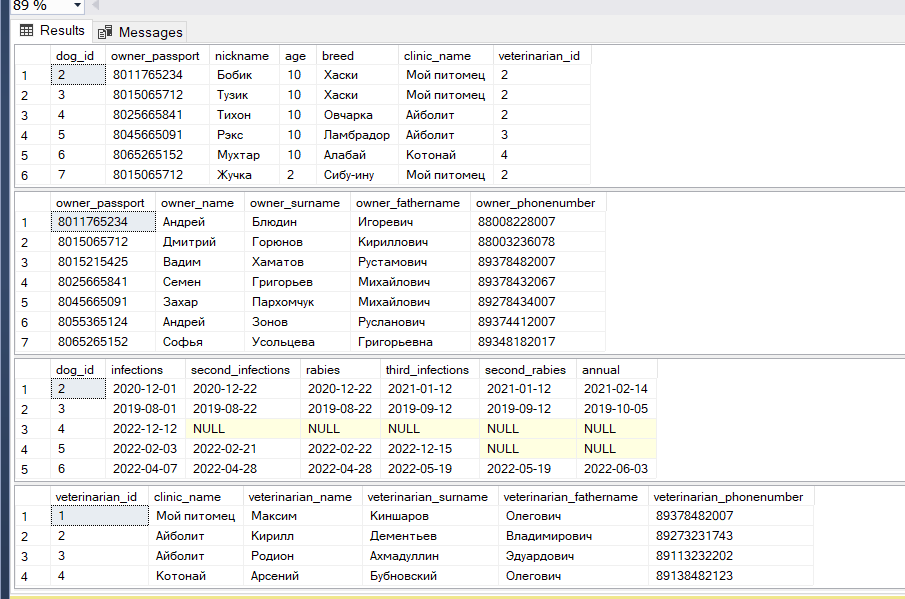 89 %
Results Messages
dog_id owner_passport nickname age breed clinic_name veterinarian_id
1 2 8011765234 Бобик 10 Хаски Мой питомец 2
2 3 8015065712 Тузик 10 Хаски Мой питомец 2
3 4 8025665841 Тихон 10 Овчарка Айболит 2
4 5 8045665091 Рэкс 10 Ламбрадор Айболит 3
5 6 8065265152 Мухтар 10 Алабай Котонай 4
6 7 8015065712 Жучка 2 Сибу-ину Мой питомец 2
owner_passport owner_name owner_surname owner_fathername owner_phonenumber
1 8011765234 Андрей Блюдин Игоревич 88008228007
2 8015065712 Дмитрий Горюнов Кириллович 88003236078
3 8015215425 Вадим Хаматов Рустамович 89378482007
4 8025665841 Семен Григорьев Михайлович 89378432067
5 8045665091 Захар Пархомчук Михайлович 89278434007
6 8055365124 Андрей Зонов Русланович 89374412007
7 8065265152 Софья Усольцева Григорьевна 89348182017
dog_id infections second_infections rabies third_infections second_rabies annual
1 2 2020-12-01 2020-12-22 2020-12-22 2021-01-12 2021-01-12 2021-02-14
2 3 2019-08-01 2019-08-22 2019-08-22 2019-09-12 2019-09-12 2019-10-05
3 4 2022-12-12 NULL NULL NULL NULL NULL
4 5 2022-02-03 2022-02-21 2022-02-22 2022-12-15 NULL NULL
5 6 2022-04-07 2022-04-28 2022-04-28 2022-05-19 2022-05-19 2022-06-03
veterinarian_id clinic_name veterinarian_name veterinarian_surname veterinarian_fathername veterinarian_phonenumber
1 1 Мой питомец Максим Киншаров Олегович 89378482007
2 2 Айболит Кирилл Дементьев Владимирович 89273231743
3 3 Айболит Родион Ахмадуллин Эдуардович 89113232202
4 4 Котонай Арсений Бубновский Олегович 89138482123